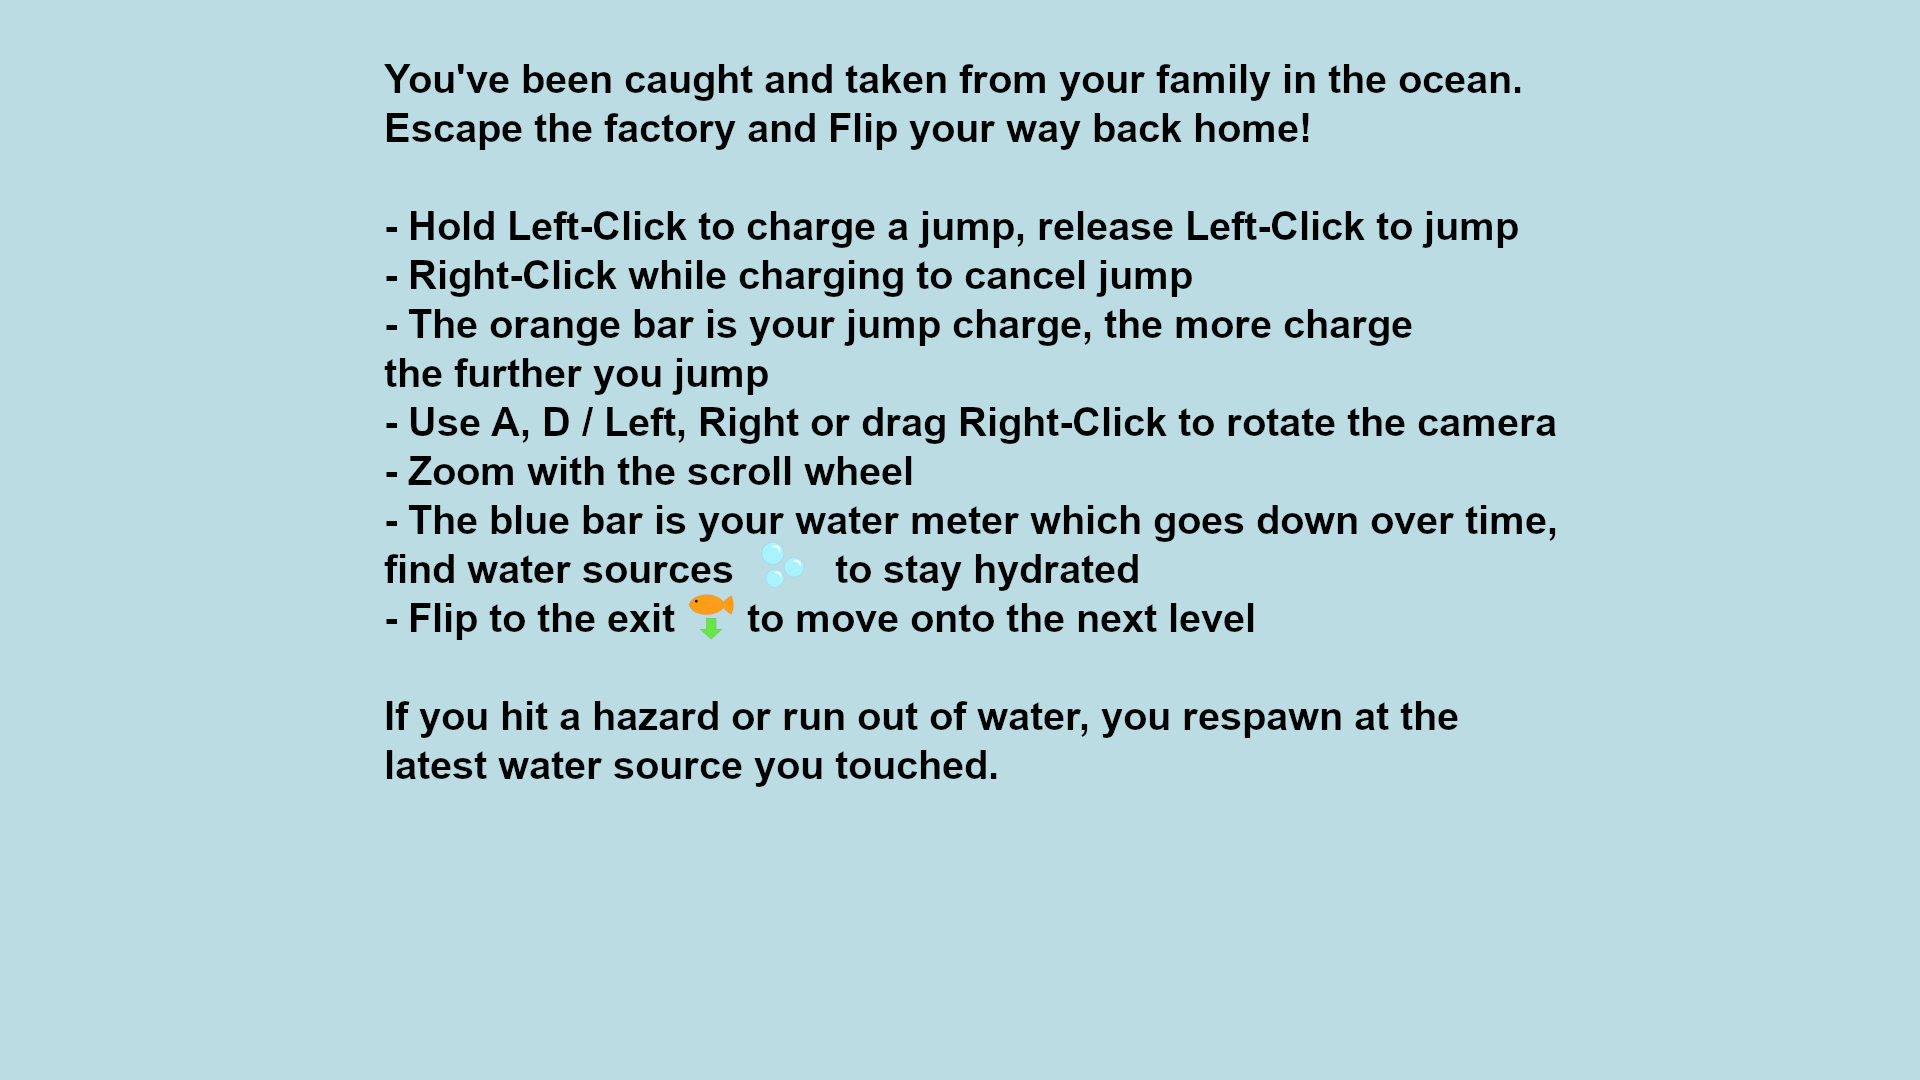 You've been caught and taken from your family in the ocean.
Escape the factory and Flip your way back home!
- Hold Left-Click to charge a jump, release Left-Click to jump
- Right-Click while charging to cancel jump
- The orange bar is your jump charge, the more charge
the further you jump
- Use A, D / Left, Right or drag Right-Click to rotate the camera
- Zoom with the scroll wheel
- The blue bar is your water meter which goes down over time,
find water sources to stay hydrated
- Flip to the exit to move onto the next level
If you hit a hazard or run out of water, you respawn at the
latest water source you touched.